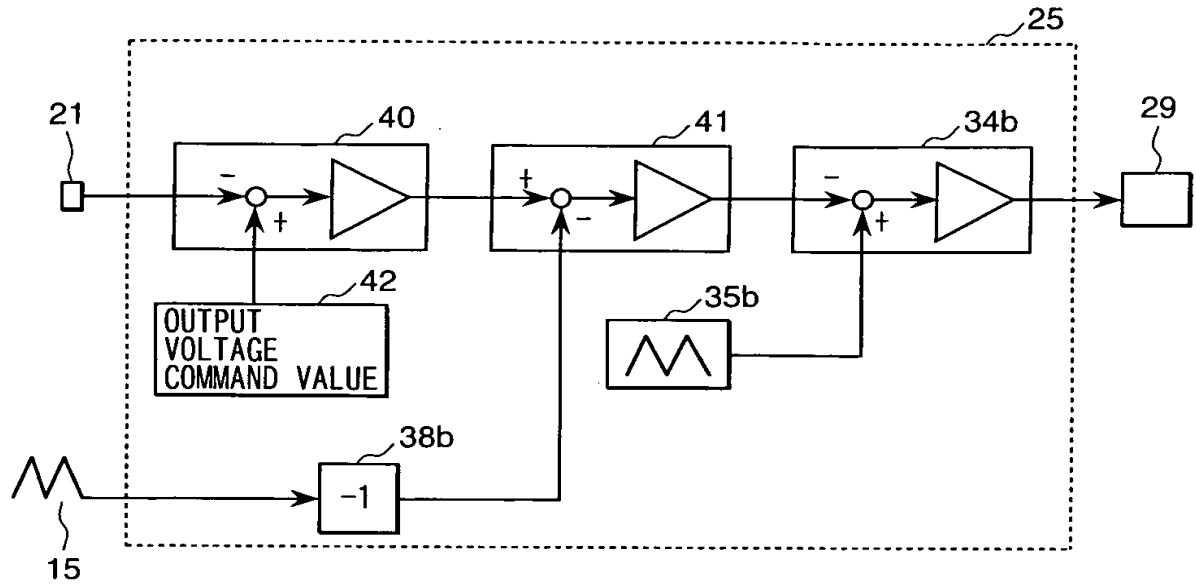 25
21
40
41
34b
29
− + + − − +
42
OUTPUT
VOLTAGE
COMMAND VALUE
35b
38b
−1
15